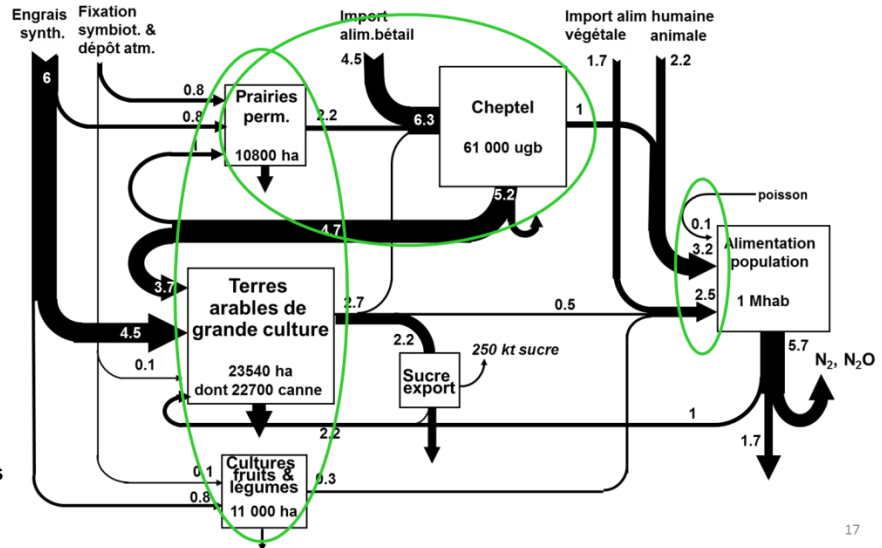 Engrais
synth.
Fixation
symbiot. &
dépôt atm.
Import
alim.bétail
Import alim humaine
végétale animale
6
4.5
1.7
2.2
0.8
0.8
1
Prairies
perm.
10800 ha
2.2
6.3
Cheptel
61 000 ugb
1
5.2
4.7
poisson
0.1
3.2
Alimentation
population
1 Mhab
2.5
3.7
4.5
0.1
Terres
arables de
grande culture
23540 ha
dont 22700 canne
2.7
0.5
2.2
250 kt sucre
Sucre
export
5.7
N2, N2O
1
1.7
2.2
0.1
0.8
Cultures
fruits &
légumes
11 000 ha
0.3
s
17